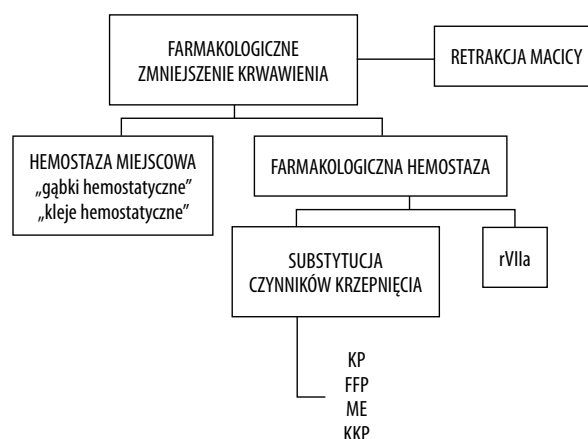 FARMAKOLOGICZNE
ZMNIEJSZENIE KRWAWIENIA
RETRAKCJA MACICY
HEMOSTAZA MIEJSCOWA
„gąbki hemostatyczne”
„kleje hemostatyczne”
FARMAKOLOGICZNA HEMOSTAZA
SUBSTYTUCJA
CZYNNIKÓW KRZEPNIĘCIA
rVIIa
KP
FFP
ME
KKP